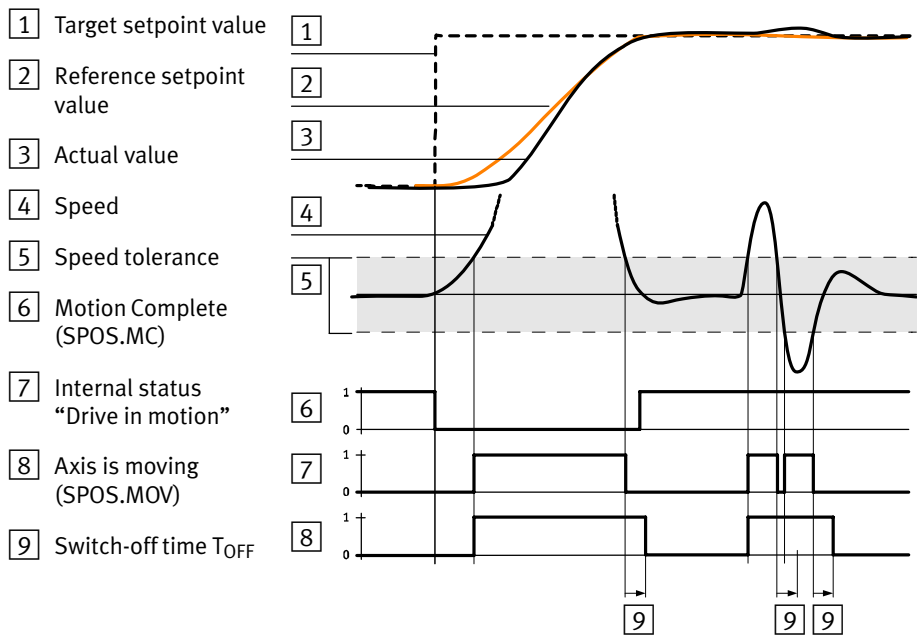 1 Target setpoint value
2 Reference setpoint
value
3 Actual value
4 Speed
5 Speed tolerance
6 Motion Complete
(SPOS.MC)
7 Internal status
“Drive in motion”
8 Axis is moving
(SPOS.MOV)
9 Switch-off time TOFF
1
2
3
4
5
6
1
0
7
1
0
8
1
0
9
9
9